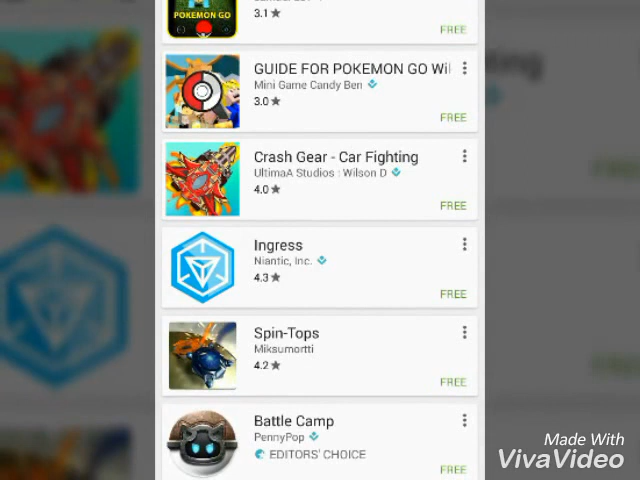 POKEMON GO
3.1★
FREE
GUIDE FOR POKEMON GO Wil
Mini Game Candy Ben
3.0★
FREE
Crash Gear - Car Fighting
UltimaA Studios : Wilson D
4.0★
FREE
Ingress
Niantic, Inc.
4.3★
FREE
Spin-Tops
Miksumortti
4.2★
FREE
Battle Camp
PennyPop
EDITORS' CHOICE
FREE
Made With
VivaVideo